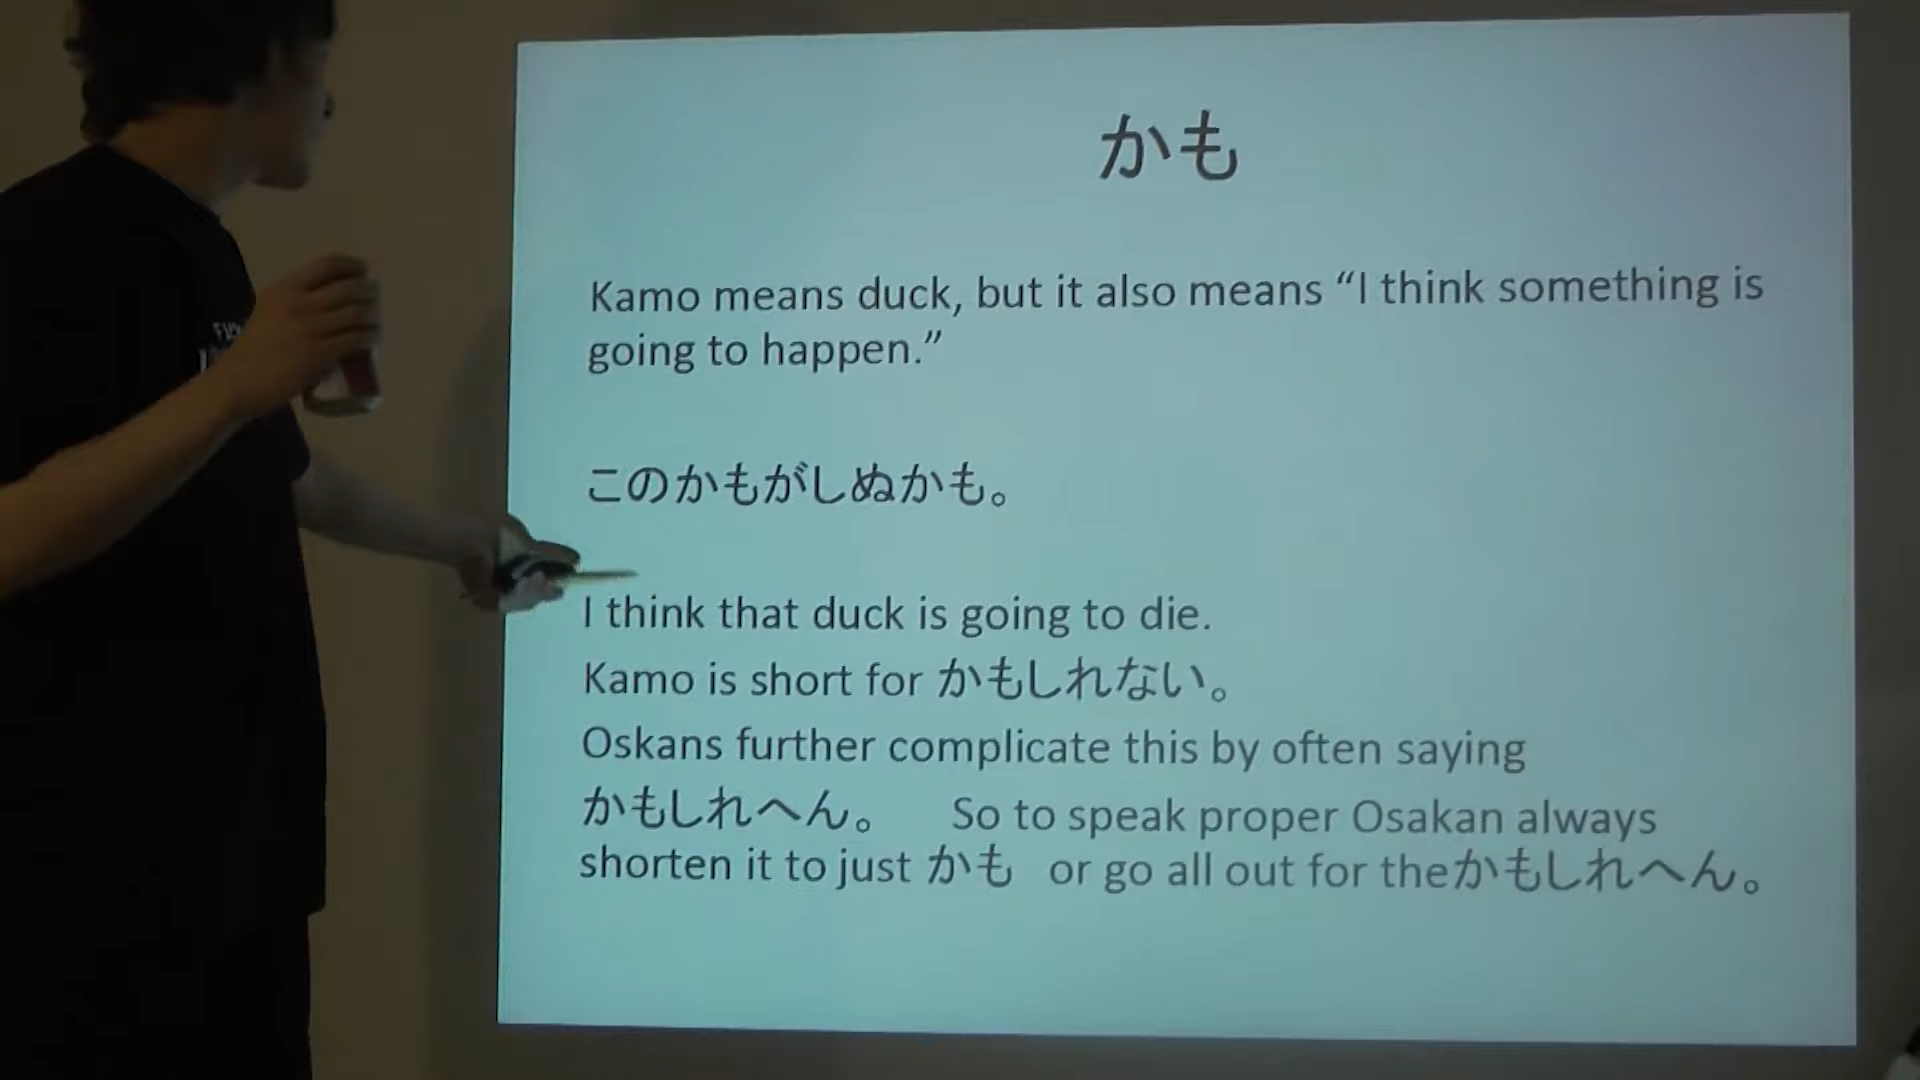 かも
Kamo means duck, but it also means “I think something is
going to happen.”
このかもがしぬかも。
I think that duck is going to die.
Kamo is short for かもしれない。
Oskans further complicate this by often saying
かもしれへん。 So to speak proper Osakan always
shorten it to just かも or go all out for theかもしれへん。